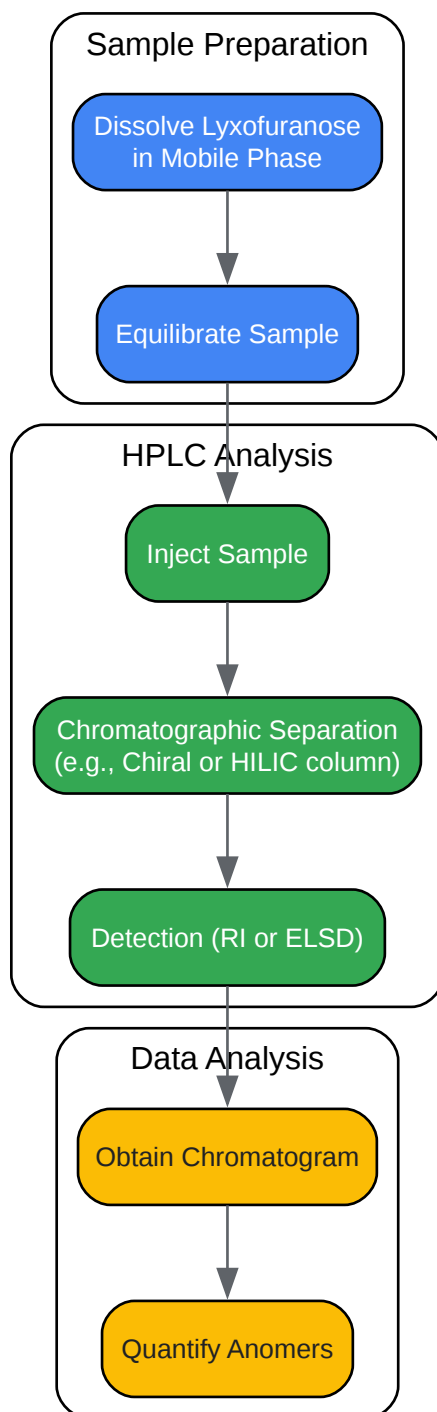 Sample Preparation
Dissolve Lyxofuranose
in Mobile Phase
Equilibrate Sample
HPLC Analysis
Inject Sample
Chromatographic Separation
(e.g., Chiral or HILIC column)
Detection (RI or ELSD)
Data Analysis
Obtain Chromatogram
Quantify Anomers